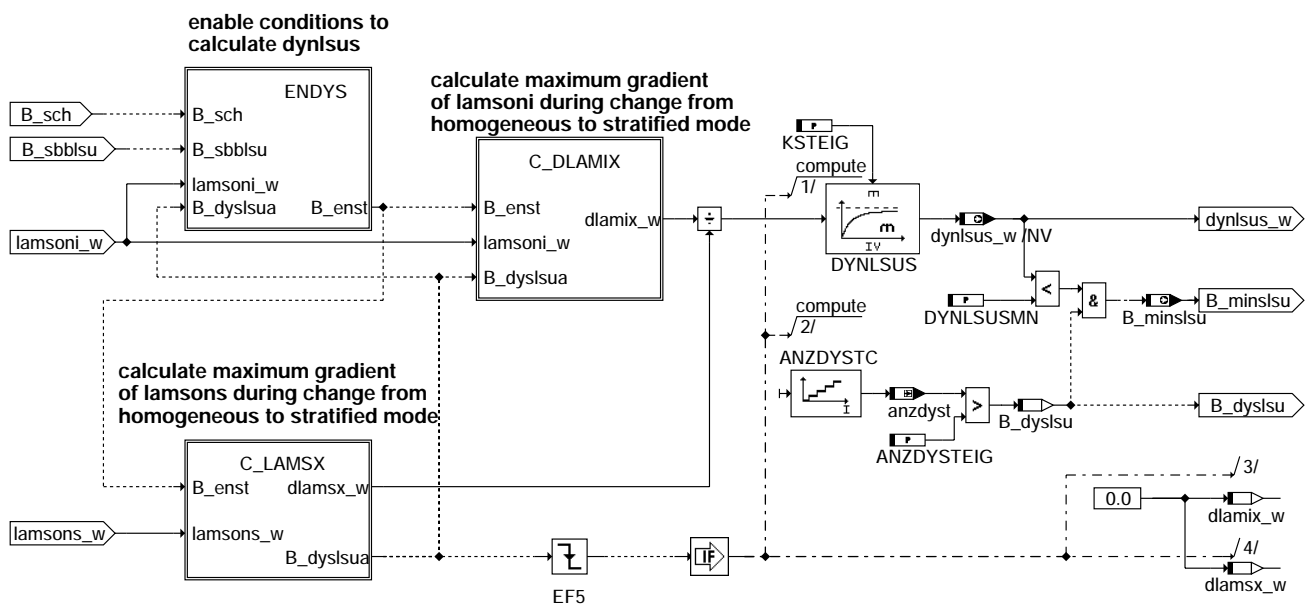 enable conditions to
calculate dynlsus
ENDYS
B_sch
B_sch
B_sbblsu
B_sbblsu
lamsoni_w
B_dyslsua
B_enst
lamsoni_w
calculate maximum gradient
of lamsoni during change from
homogeneous to stratified mode
C_DLAMIX
B_enst
dlamix_w
lamsoni_w
B_dyslsua
P
KSTEIG
compute
1/
DYNLSUS
dynlsus_w /NV
dynlsus_w
P
DYNLSUSMN
<
&
B_minslsu
B_minslsu
compute
2/
ANZDYSTC
I
anzdyst
P
ANZDYSTEIG
>
B_dyslsu
B_dyslsu
calculate maximum gradient
of lamsons during change from
homogeneous to stratified mode
C_LAMSX
B_enst
dlamsx_w
lamsons_w
lamsons_w
B_dyslsua
EF5
IF
3/
0.0
dlamix_w
4/
dlamsx_w